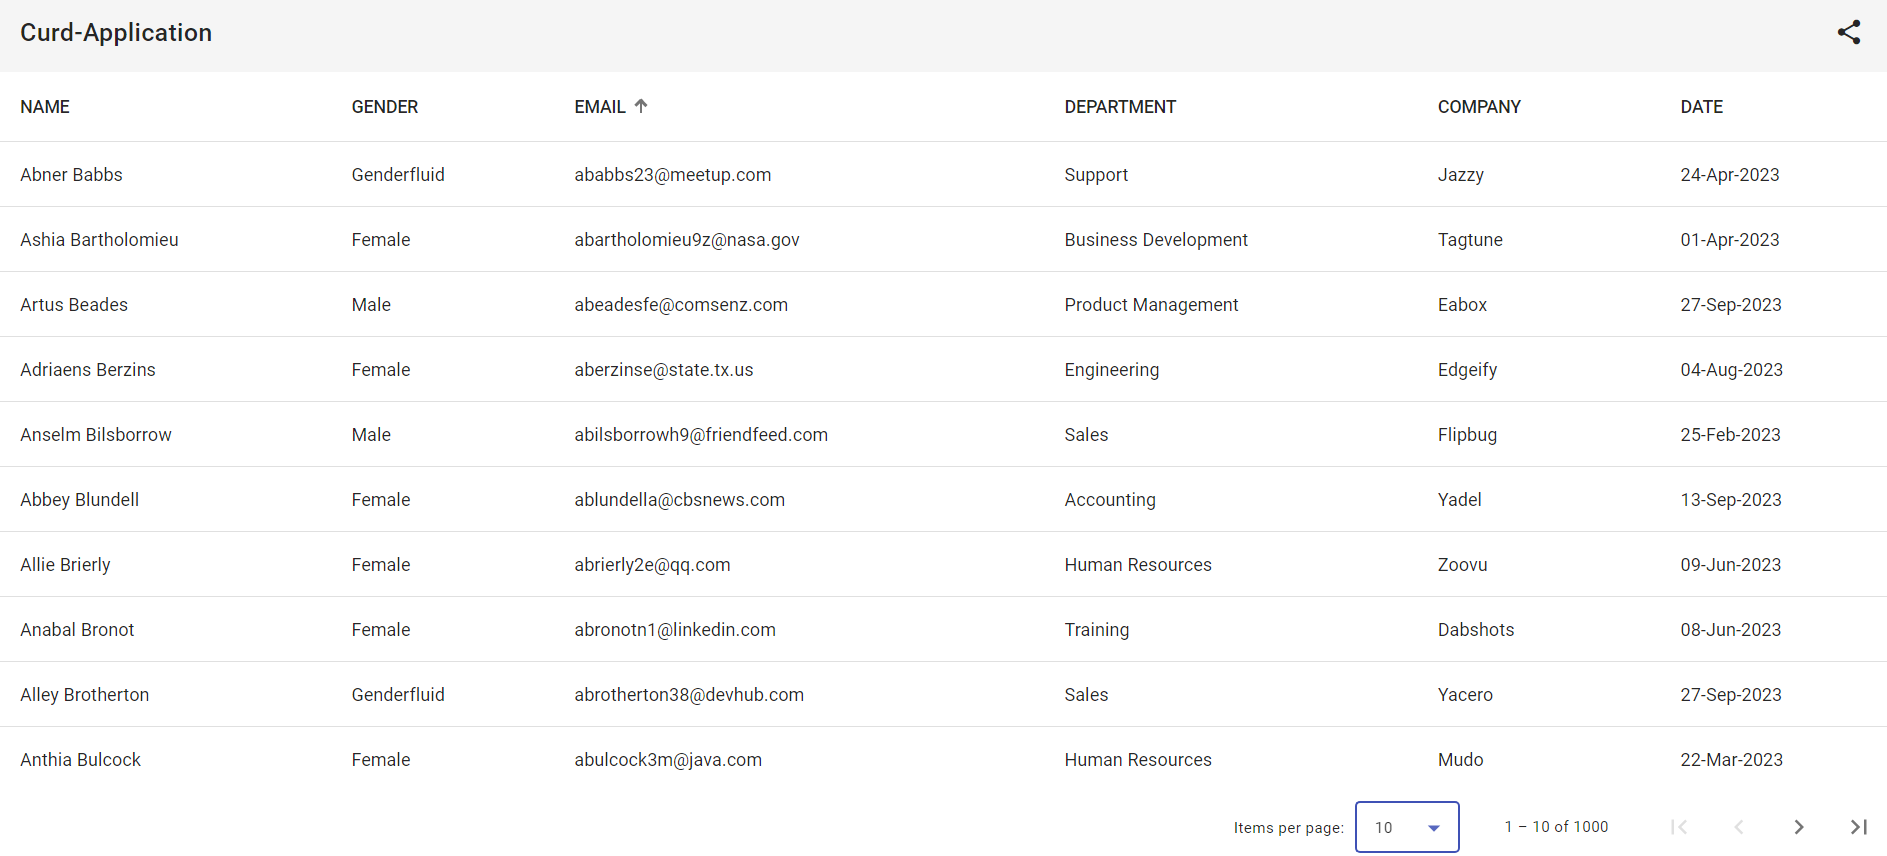 Curd-Application
NAME GENDER EMAIL DEPARTMENT COMPANY DATE
Abner Babbs Genderfluid ababbs23@meetup.com Support Jazzy 24-Apr-2023
Ashia Bartholomieu Female abartholomieu9z@nasa.gov Business Development Tagtune 01-Apr-2023
Artus Beades Male abeadesfe@comsenz.com Product Management Eabox 27-Sep-2023
Adriaens Berzins Female aberzinse@state.tx.us Engineering Edgeify 04-Aug-2023
Anselm Bilsborrow Male abilsborrowh9@friendfeed.com Sales Flipbug 25-Feb-2023
Abbey Blundell Female ablundella@cbsnews.com Accounting Yadel 13-Sep-2023
Allie Brierly Female abrierly2e@qq.com Human Resources Zoovu 09-Jun-2023
Anabal Bronot Female abronotn1@linkedin.com Training Dabshots 08-Jun-2023
Alley Brotherton Genderfluid abrotherton38@devhub.com Sales Yacero 27-Sep-2023
Anthia Bulcock Female abulcock3m@java.com Human Resources Mudo 22-Mar-2023
Items per page: 10 1 – 10 of 1000